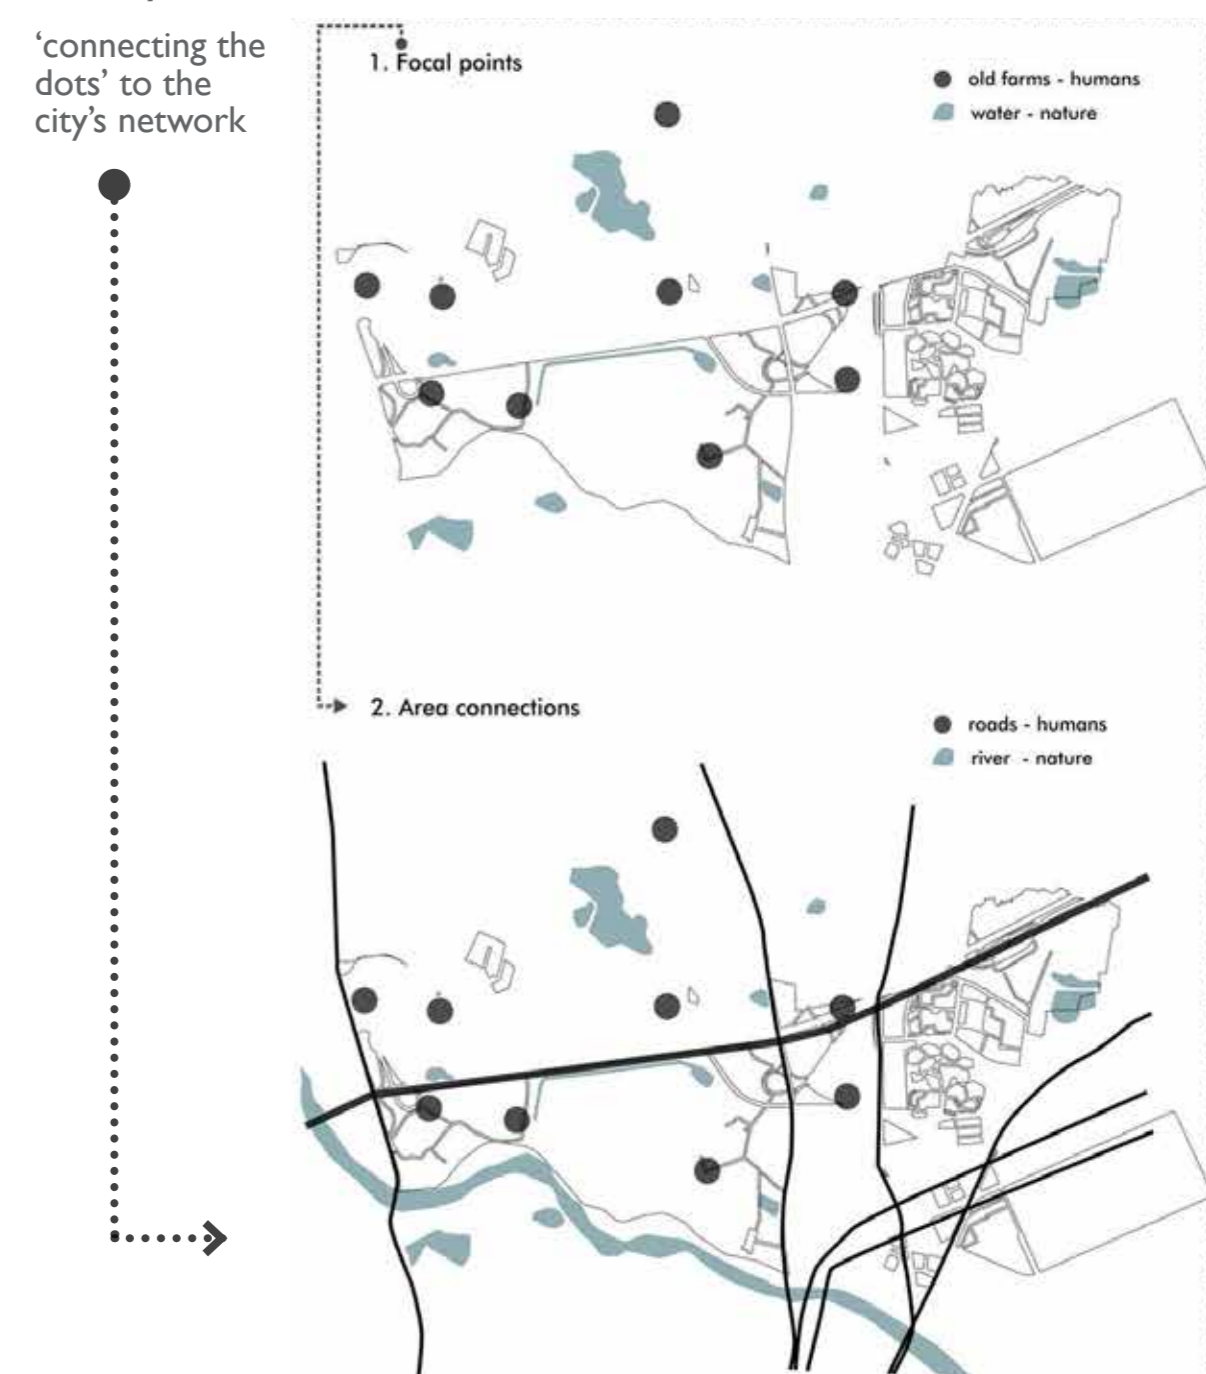 ‘connecting the
dots’ to the
city’s network
1. Focal points
old farms - humans
water - nature
2. Area connections
roads - humans
river - nature